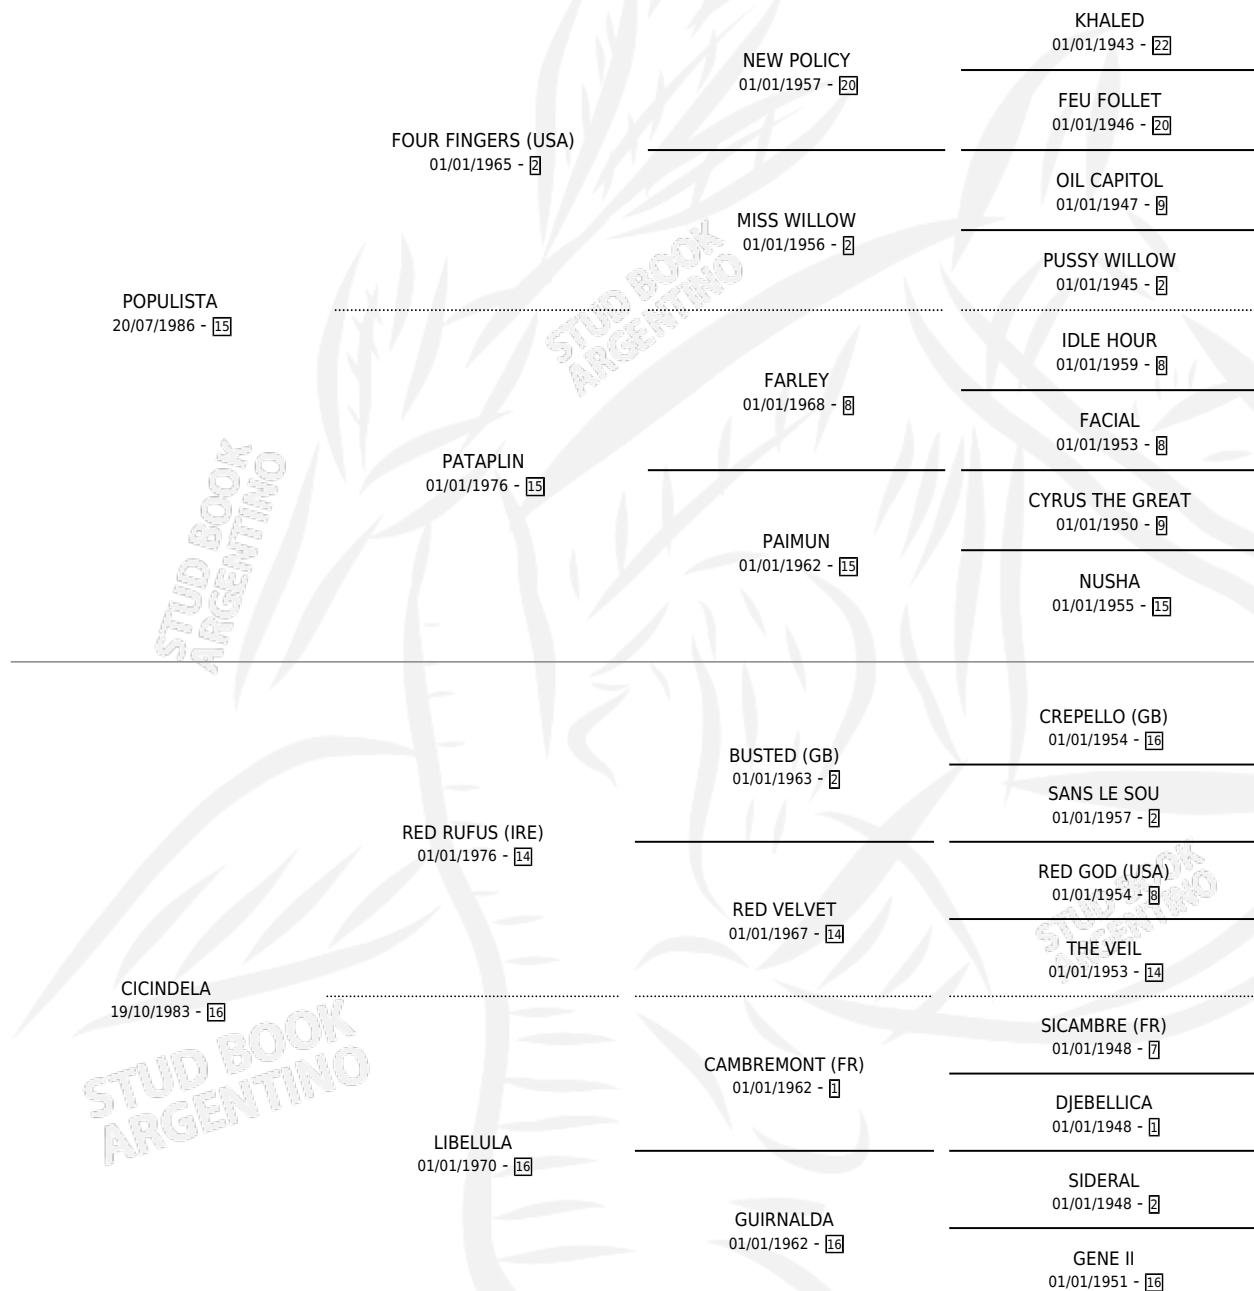 POPULISTA
20/07/1986 - 15
FOUR FINGERS (USA)
01/01/1965 - 2
PATAPLIN
01/01/1976 - 15
NEW POLICY
01/01/1957 - 20
MISS WILLOW
01/01/1956 - 2
FARLEY
01/01/1968 - 8
PAIMUN
01/01/1962 - 15
KHALED
01/01/1943 - 22
FEU FOLLET
01/01/1946 - 20
OIL CAPITOL
01/01/1947 - 9
PUSSY WILLOW
01/01/1945 - 2
IDLE HOUR
01/01/1959 - 8
FACIAL
01/01/1953 - 8
CYRUS THE GREAT
01/01/1950 - 9
NUSHA
01/01/1955 - 15
STUD BOOK
ARGENTINO
STUD BOOK
ARGENTINO
CICINDELA
19/10/1983 - 16
RED RUFUS (IRE)
01/01/1976 - 14
LIBELULA
01/01/1970 - 16
BUSTED (GB)
01/01/1963 - 2
RED VELVET
01/01/1967 - 14
CAMBREMONT (FR)
01/01/1962 - 1
GUIRNALDA
01/01/1962 - 16
CREPELLO (GB)
01/01/1954 - 16
SANS LE SOU
01/01/1957 - 2
RED GOD (USA)
01/01/1954 - 8
THE VEIL
01/01/1953 - 14
SICAMBRE (FR)
01/01/1948 - 7
DJEBELLICA
01/01/1948 - 1
SIDERAL
01/01/1948 - 2
GENE II
01/01/1951 - 16
STUD BOOK
ARGENTINO
STUD BOOK
ARGENTINO